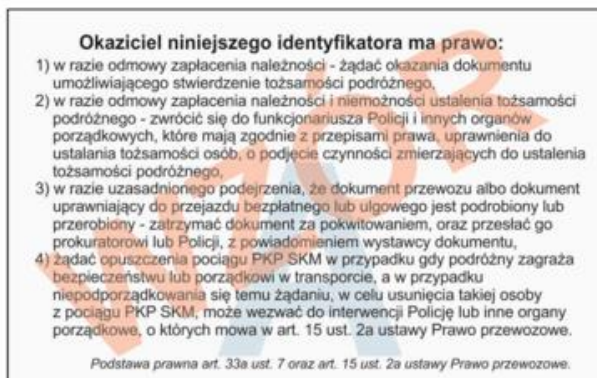 Okaziciel niniejszego identyfikatora ma prawo:
1) w razie odmowy zapłacenia należności - żądać okazania dokumentu
umożliwiającego stwierdzenie tożsamości podróżnego,
2) w razie odmowy zapłacenia należności i niemożności ustalenia tożsamości
podróżnego - zwrócić się do funkcjonariusza Policji i innych organów
porządkowych, które mają zgodnie z przepisami prawa, uprawnienia do
ustalania tożsamości osób, o podjęcie czynności zmierzających do ustalenia
tożsamości podróżnego,
3) w razie uzasadnionego podejrzenia, że dokument przewozu albo dokument
uprawniający do przejazdu bezpłatnego lub ulgowego jest podrobiony lub
przerobiony - zatrzymać dokument za pokwitowaniem, oraz przesłać go
prokuratorowi lub Policji, z powiadomieniem wystawcy dokumentu,
4) żądać opuszczenia pociągu PKP SKM w przypadku gdy podróżny zagraża
bezpieczeństwu lub porządkowi w transporcie, a w przypadku
niepodporządkowania się temu żądaniu, w celu usunięcia takiej osoby
z pociągu PKP SKM, może wezwać do interwencji Policję lub inne organy
porządkowe, o których mowa w art. 15 ust. 2a ustawy Prawo przewozowe.
Podstawa prawna art. 33a ust. 7 oraz art. 15 ust. 2a ustawy Prawo przewozowe.
WZÓR